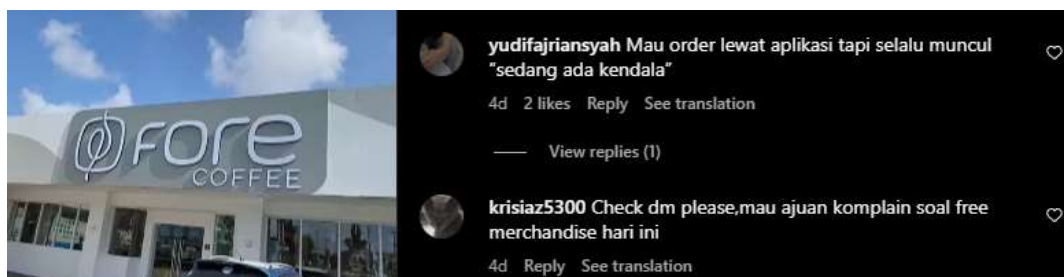 FORE
COFFEE
yudifajriansyah Mau order lewat aplikasi tapi selalu muncul
"sedang ada kendala"
4d 2 likes Reply See translation
View replies (1)
krisiaz5300 Check dm please,mau ajuan komplain soal free
merchandise hari ini
4d Reply See translation